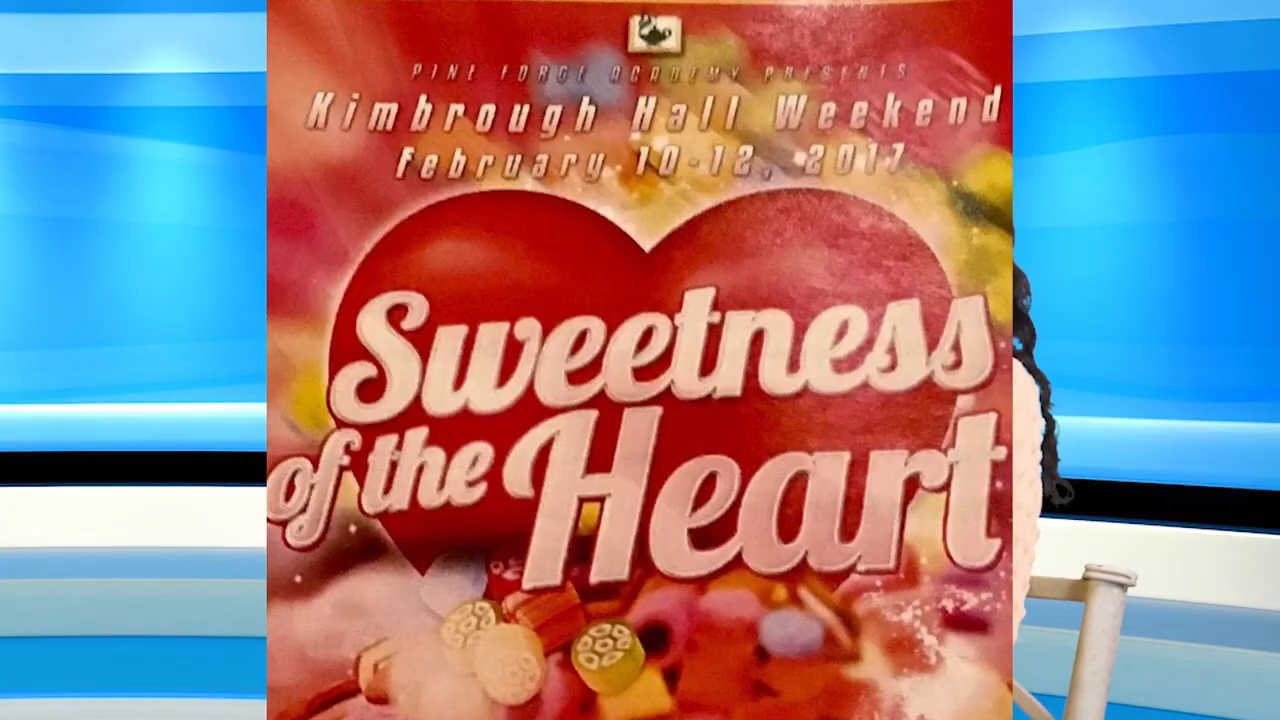 PINE FORGE ACADEMY PRESENTS
Kimbrough Hall Weekend
February 10-12, 2017
Sweetness
of the Heart